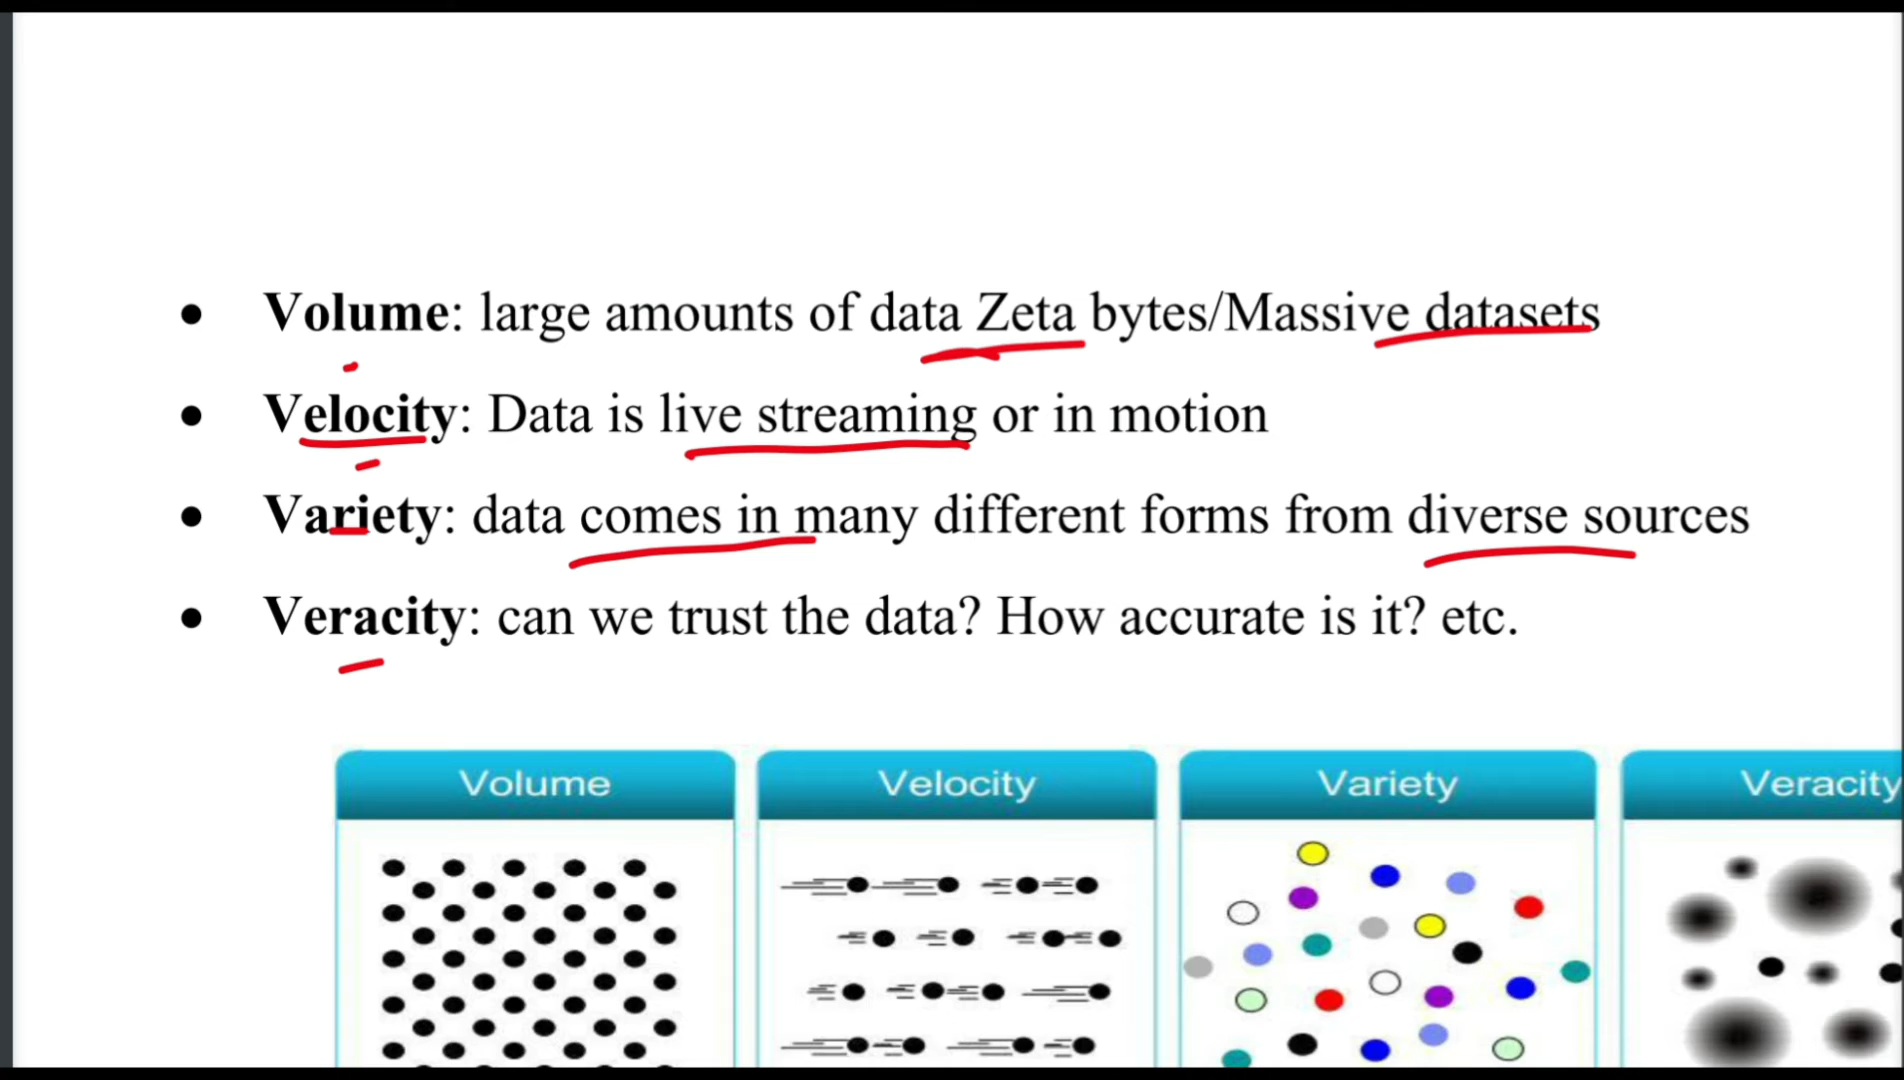 • Volume: large amounts of data Zeta bytes/Massive datasets
• Velocity: Data is live streaming or in motion
• Variety: data comes in many different forms from diverse sources
• Veracity: can we trust the data? How accurate is it? etc.
Volume Velocity Variety Veracity